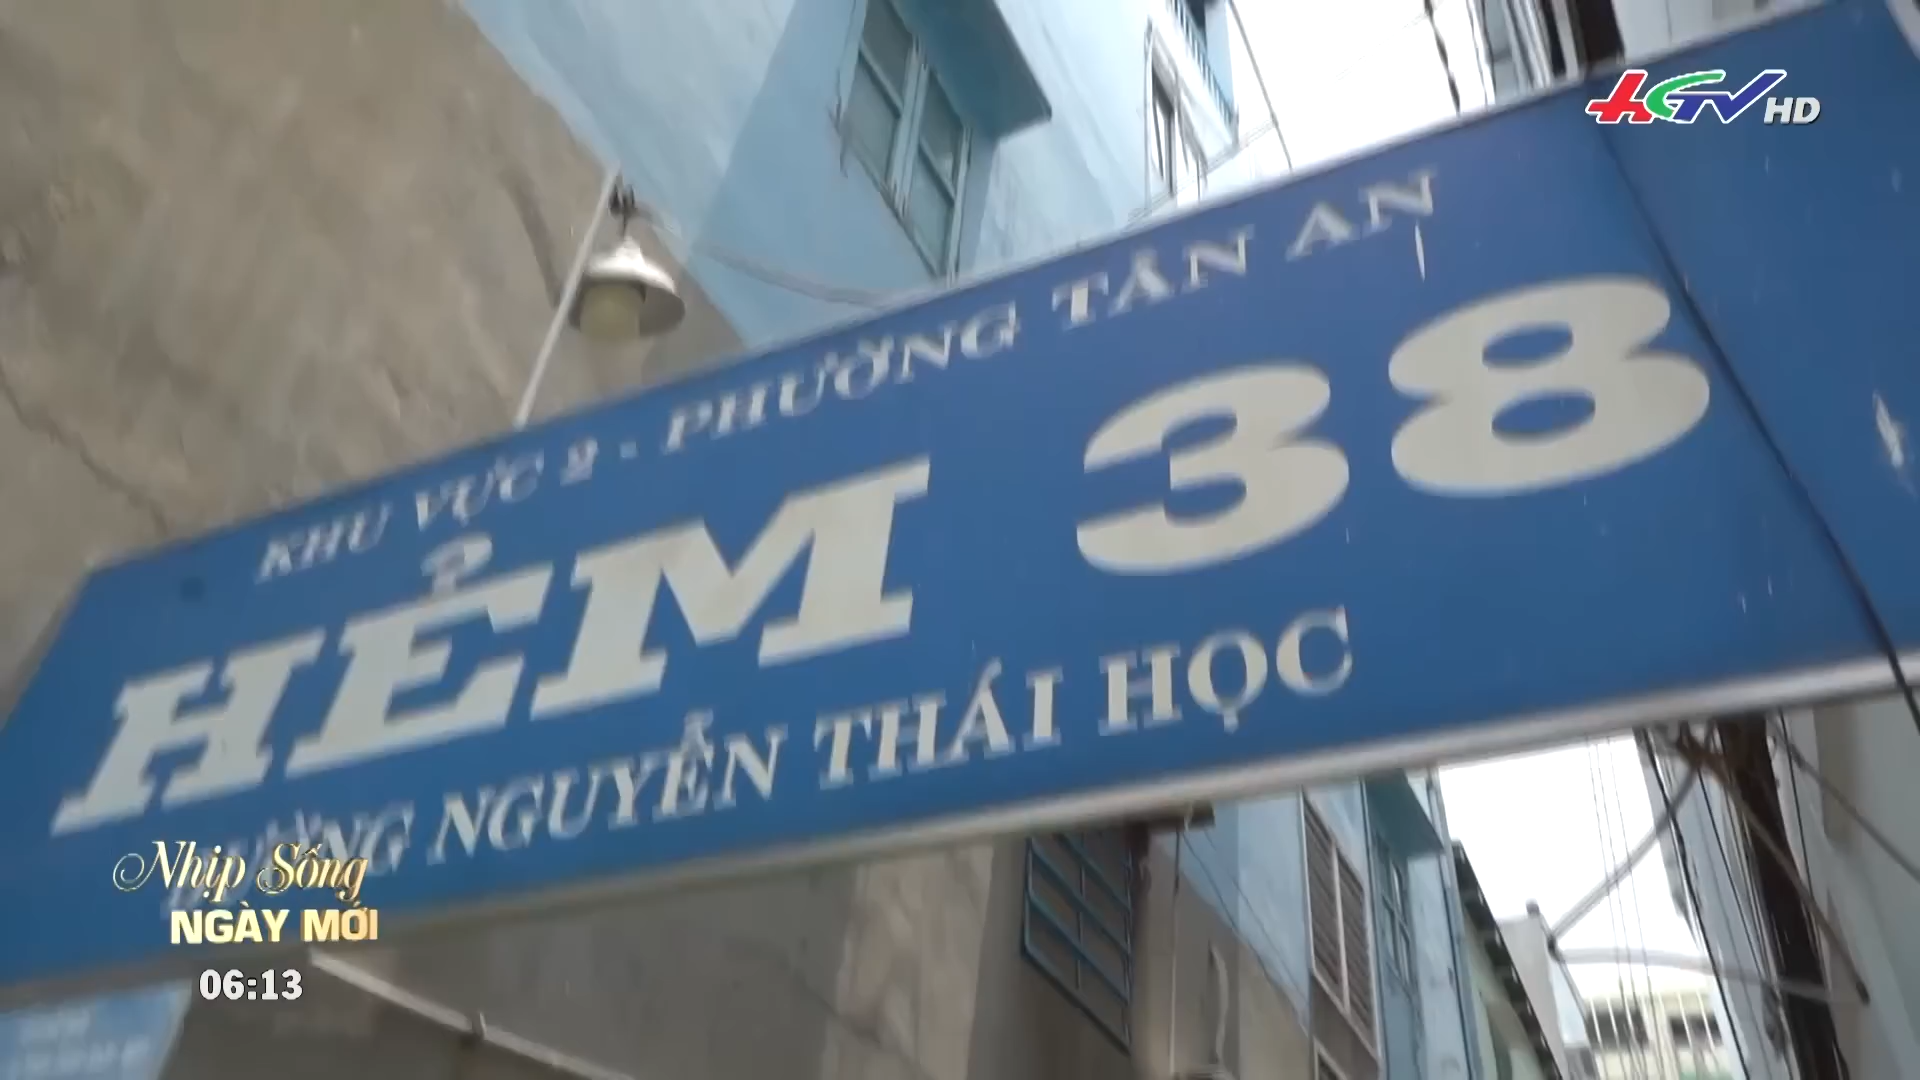 HGTV HD
KHU VỰC 2 - PHƯỜNG TÂN AN
HẺM 38
ĐƯỜNG NGUYỄN THÁI HỌC
Nhịp Sống
NGÀY MỚI
06:13